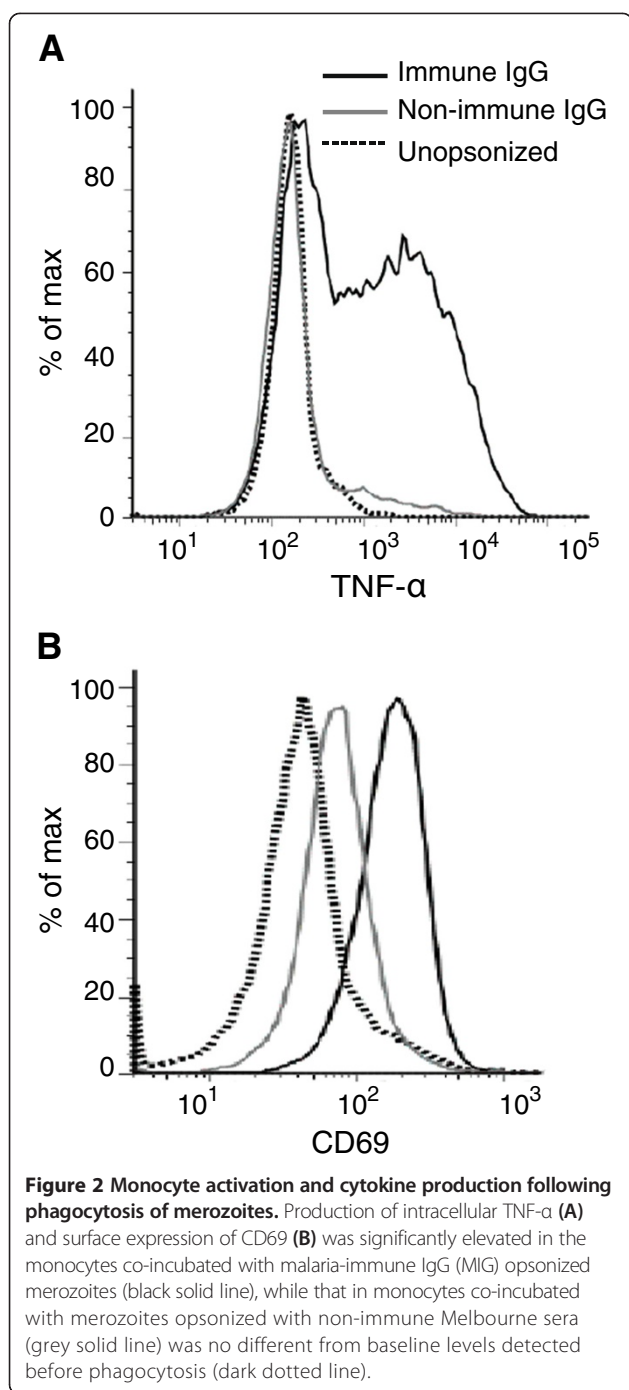 A
Immune IgG
Non-immune IgG
Unopsonized
100
80
60
40
20
0
% of max
10¹ 10² 10³ 10⁴ 10⁵
TNF-α
B
100
80
60
40
20
0
% of max
10¹ 10² 10³
CD69
Figure 2 Monocyte activation and cytokine production following
phagocytosis of merozoites. Production of intracellular TNF-α (A)
and surface expression of CD69 (B) was significantly elevated in the
monocytes co-incubated with malaria-immune IgG (MIG) opsonized
merozoites (black solid line), while that in monocytes co-incubated
with merozoites opsonized with non-immune Melbourne sera
(grey solid line) was no different from baseline levels detected
before phagocytosis (dark dotted line).